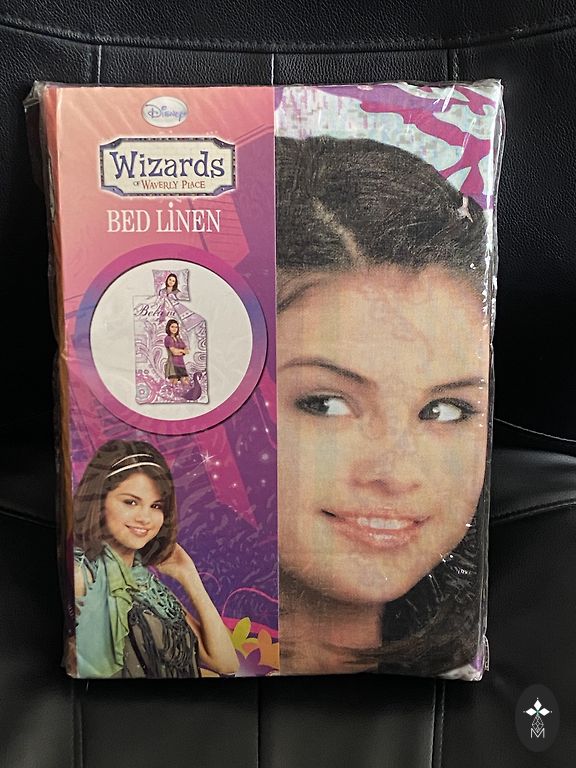 Disney
Wizards
OF WAVERLY PLACE
BED LİNEN
Believe
M